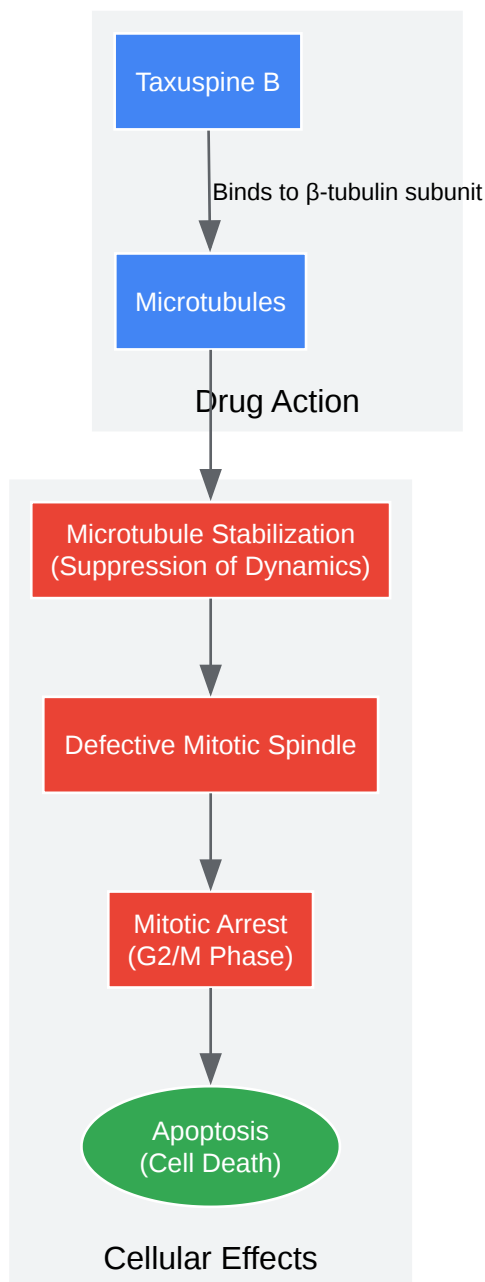 Taxuspine B
Binds to β-tubulin subunit
Microtubules
Drug Action
Microtubule Stabilization
(Suppression of Dynamics)
Defective Mitotic Spindle
Mitotic Arrest
(G2/M Phase)
Apoptosis
(Cell Death)
Cellular Effects